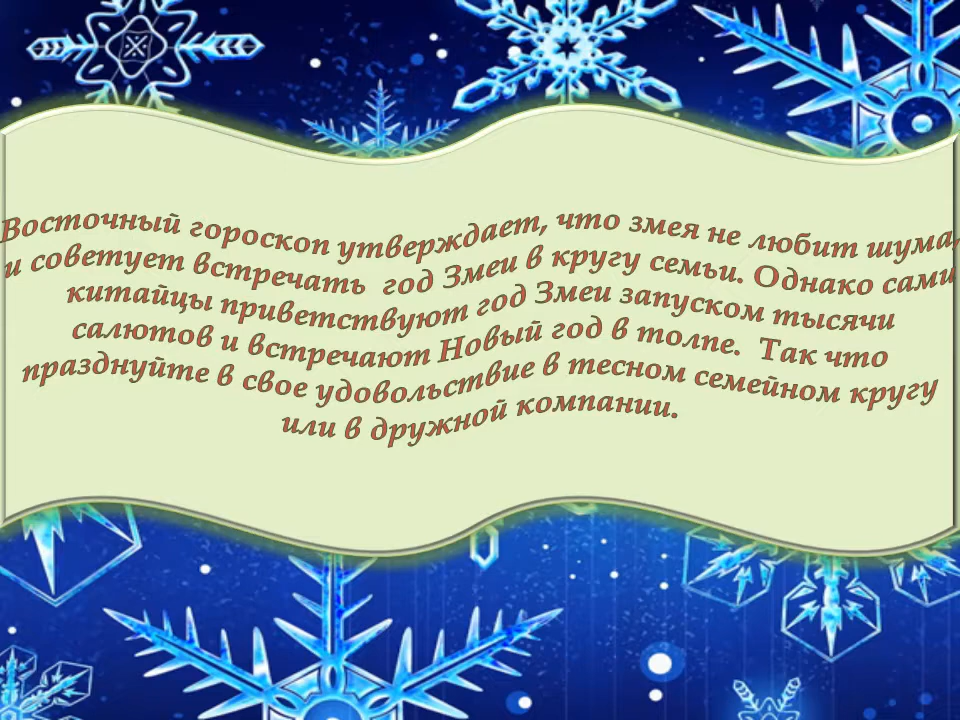 Восточный гороскоп утверждает, что змея не любит шума,
и советует встречать год Змеи в кругу семьи. Однако сами
китайцы приветствуют год Змеи запуском тысячи
салютов и встречают Новый год в толпе. Так что
празднуйте в свое удовольствие в тесном семейном кругу
или в дружной компании.